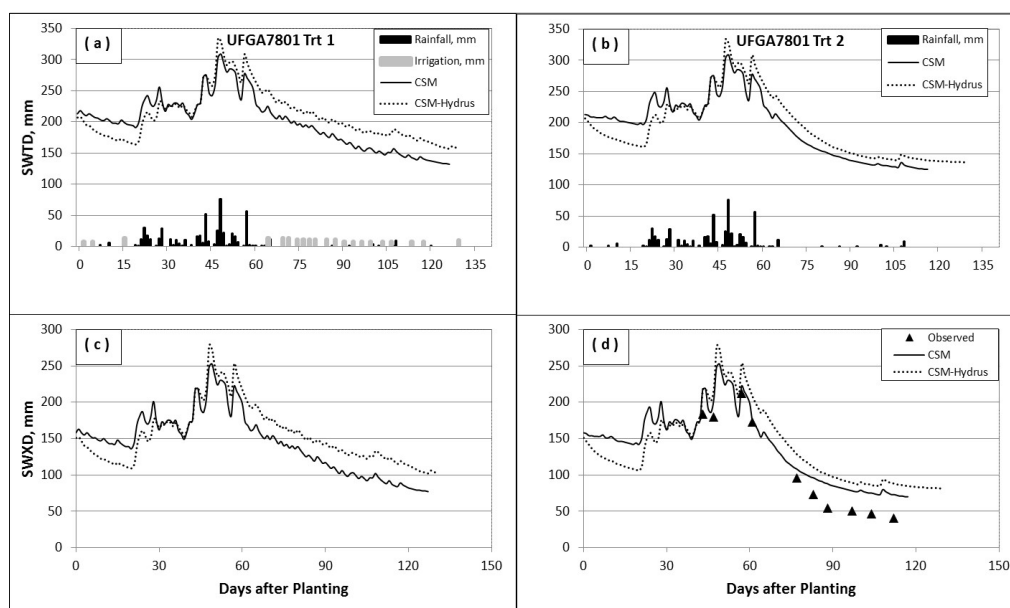 ( a )
UFGA7801 Trt 1
Rainfall, mm
Irrigation, mm
CSM
CSM-Hydrus
SWTD, mm
350
300
250
200
150
100
50
0
0 15 30 45 60 75 90 105 120 135
( b )
UFGA7801 Trt 2
Rainfall, mm
CSM
CSM-Hydrus
350
300
250
200
150
100
50
0
0 15 30 45 60 75 90 105 120 135
( c )
SWXD, mm
300
250
200
150
100
50
0
0 30 60 90 120 150
Days after Planting
( d )
Observed
CSM
CSM-Hydrus
300
250
200
150
100
50
0
0 30 60 90 120 150
Days after Planting